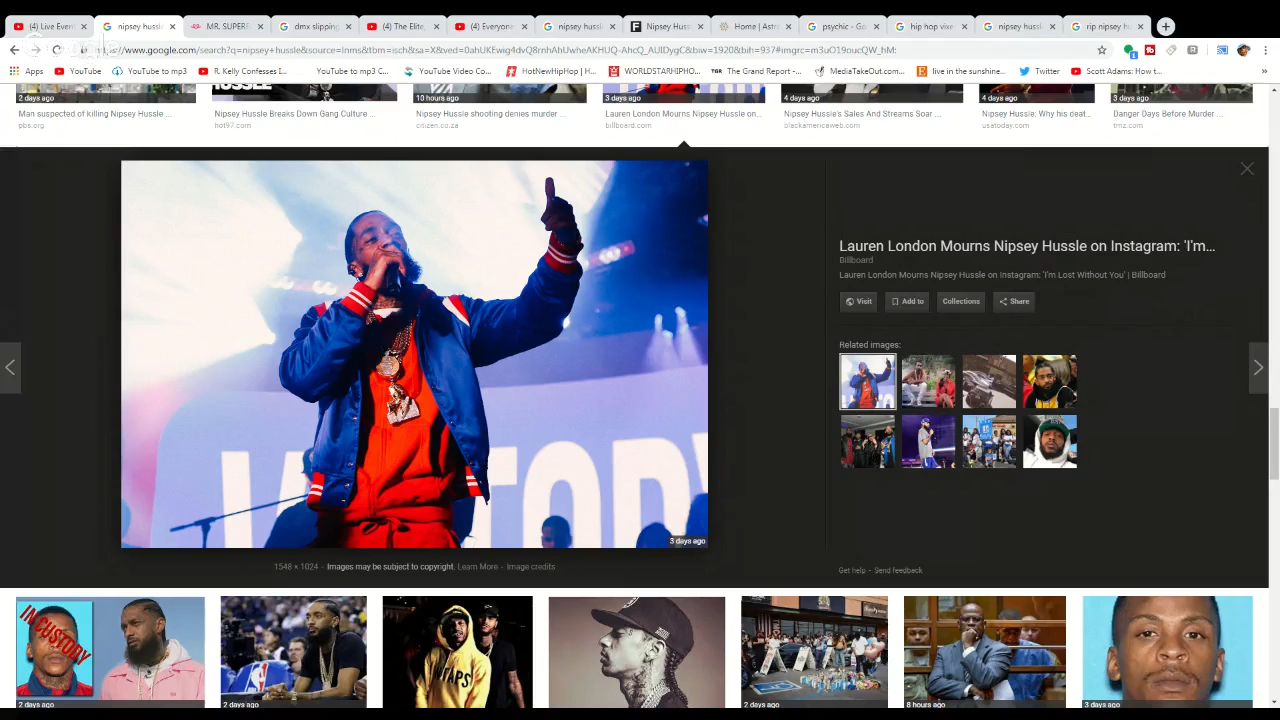 (4) Live Even
nipsey hussl
MR. SUPERF
dmx slipping
(4) The Elite,
(4) Everyone
nipsey hussl
Nipsey Huss
Home | Astr
psychic - Go
hip hop vixe
nipsey hussl
rip nipsey h
www.google.com/search?q=nipsey+hussle&source=lnms&tbm=isch&sa=X&ved=0ahUKEwig4dvQ8rnhAhUwheAKHUQ-AhcQ_AUIDygC&biw=1920&bih=937#imgrc=m3uO19oucQW_hM:
Apps
YouTube
YouTube to mp3
R. Kelly Confesses I...
YouTube to mp3 C...
YouTube Video Co...
HotNewHipHop | H...
WORLDSTARHIPHO...
TGR The Grand Report -...
MediaTakeOut.com...
live in the sunshine...
Twitter
Scott Adams: How t...
»
2 days ago
10 hours ago
3 days ago
4 days ago
4 days ago
3 days ago
Man suspected of killing Nipsey Hussle ...
Nipsey Hussle Breaks Down Gang Culture ...
Nipsey Hussle shooting denies murder ...
Lauren London Mourns Nipsey Hussle on...
Nipsey Hussle's Sales And Streams Soar ...
Nipsey Hussle: Why his deat...
Danger Days Before Murder ...
pbs.org
hot97.com
citizen.co.za
billboard.com
blackamericaweb.com
usatoday.com
tmz.com
Lauren London Mourns Nipsey Hussle on Instagram: 'I'm...
Billboard
Lauren London Mourns Nipsey Hussle on Instagram: 'I'm Lost Without You' | Billboard
Visit
Add to
Collections
Share
Related images:
3 days ago
1548 × 1024 - Images may be subject to copyright. Learn More - Image credits
Get help - Send feedback
IN CUSTODY
2 days ago
2 days ago
2 days ago
8 hours ago
3 days ago